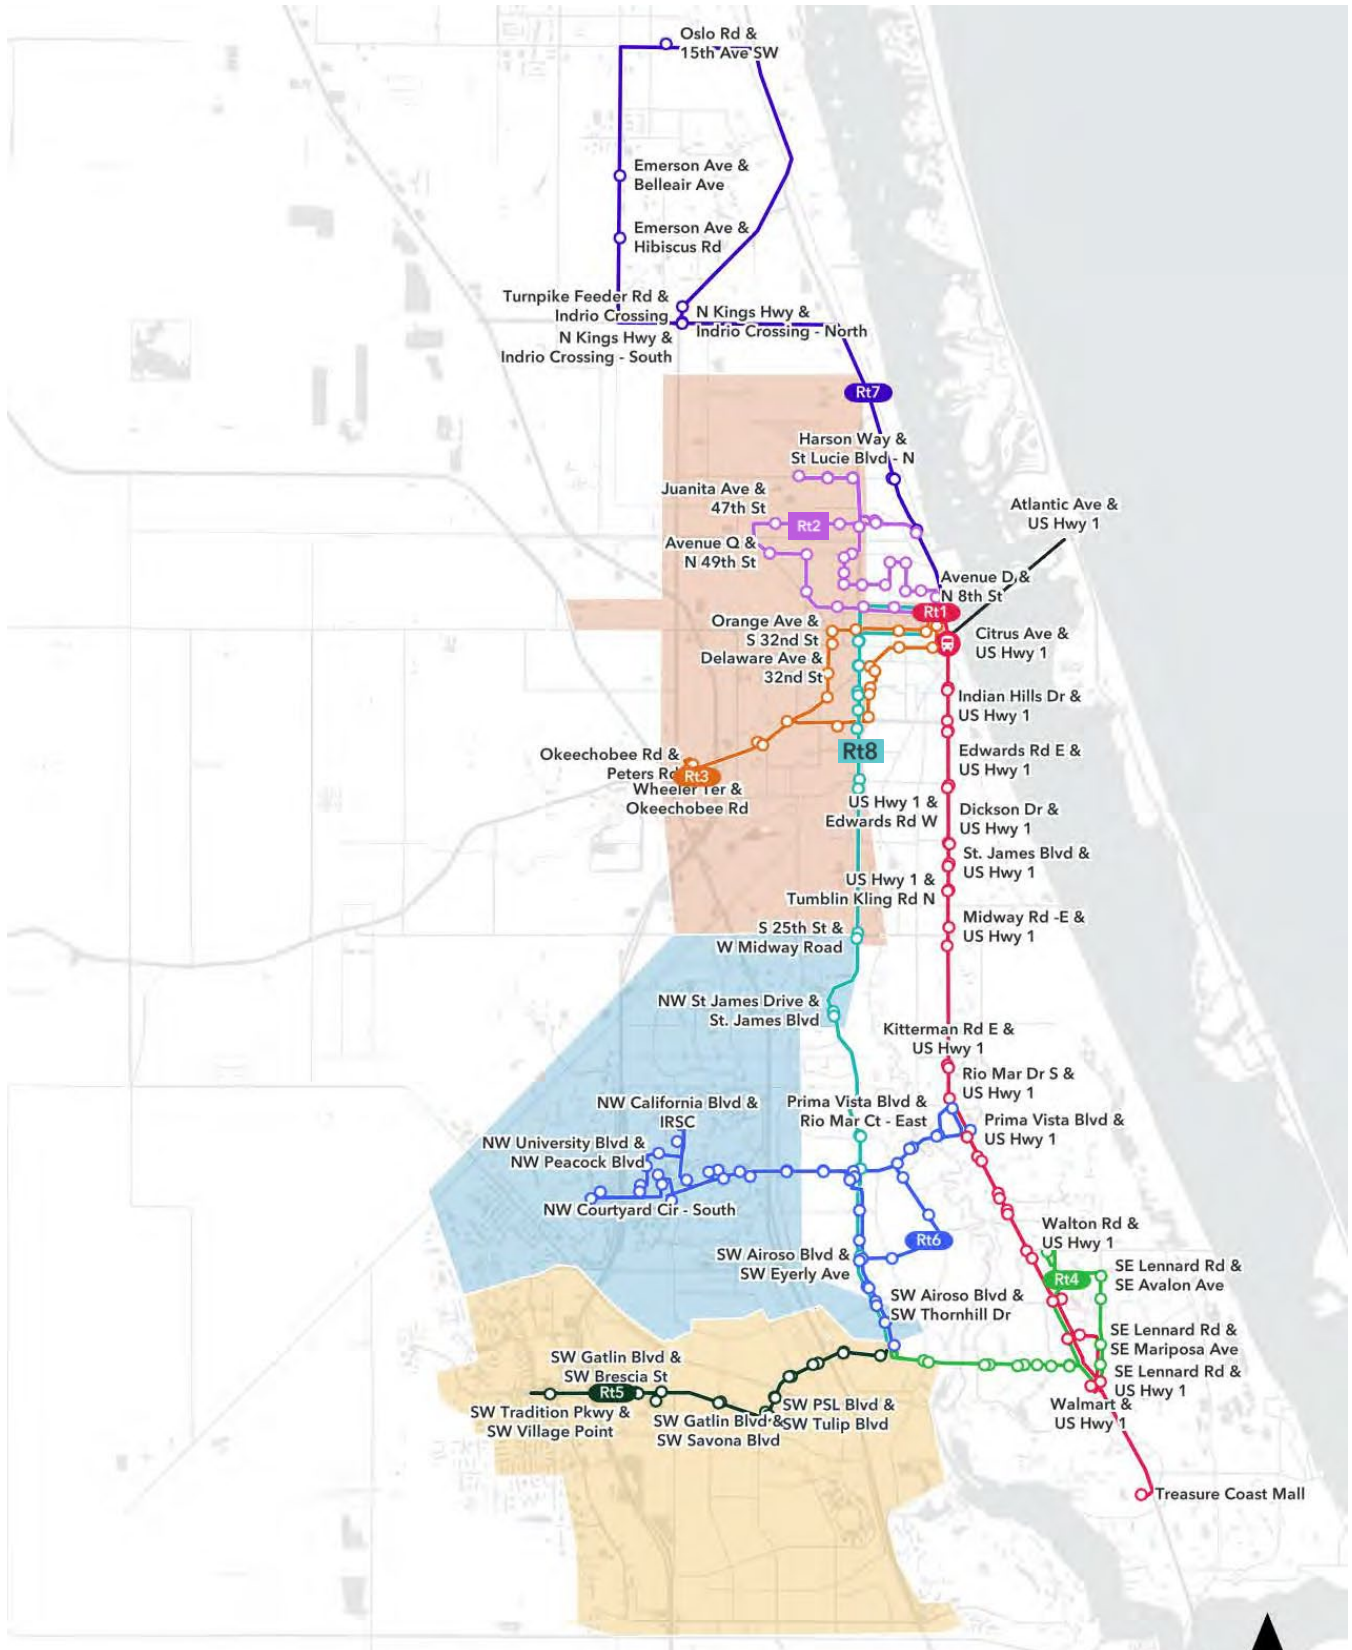 Oslo Rd &
15th Ave SW
Emerson Ave &
Belleair Ave
Emerson Ave &
Hibiscus Rd
Turnpike Feeder Rd &
Indrio Crossing
N Kings Hwy &
Indrio Crossing - North
N Kings Hwy &
Indrio Crossing - South
Rt7
Harson Way &
St Lucie Blvd - N
Juanita Ave &
47th St
Rt2
Atlantic Ave &
US Hwy 1
Avenue Q &
N 49th St
Avenue D &
N 8th St
Rt1
Orange Ave &
S 32nd St
Citrus Ave &
US Hwy 1
Delaware Ave &
32nd St
Indian Hills Dr &
US Hwy 1
Rt8
Edwards Rd E &
US Hwy 1
Okeechobee Rd &
Peters Rd
Rt3
Wheeler Ter &
Okeechobee Rd
US Hwy 1 &
Edwards Rd W
Dickson Dr &
US Hwy 1
St. James Blvd &
US Hwy 1
US Hwy 1 &
Tumblin Kling Rd N
Midway Rd -E &
US Hwy 1
S 25th St &
W Midway Road
NW St James Drive &
St. James Blvd
Kitterman Rd E &
US Hwy 1
Rio Mar Dr S &
US Hwy 1
NW California Blvd &
IRSC
Prima Vista Blvd &
Rio Mar Ct - East
Prima Vista Blvd &
US Hwy 1
NW University Blvd &
NW Peacock Blvd
NW Courtyard Cir - South
Walton Rd &
US Hwy 1
Rt6
SW Airoso Blvd &
SW Eyerly Ave
Rt4
SE Lennard Rd &
SE Avalon Ave
SW Airoso Blvd &
SW Thornhill Dr
SE Lennard Rd &
SE Mariposa Ave
SW Gatlin Blvd &
SW Brescia St
SE Lennard Rd &
US Hwy 1
Rt5
SW Tradition Pkwy &
SW Village Point
SW Gatlin Blvd &
SW Savona Blvd
SW PSL Blvd &
SW Tulip Blvd
Walmart &
US Hwy 1
Treasure Coast Mall